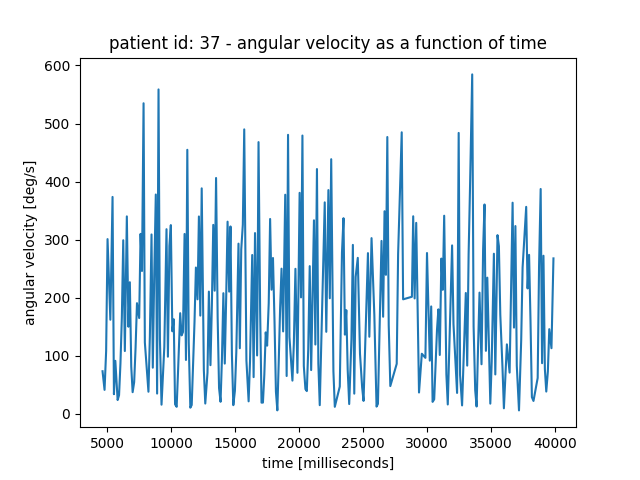 patient id: 37 - angular velocity as a function of time
600
500
400
300
200
100
0
angular velocity [deg/s]
5000 10000 15000 20000 25000 30000 35000 40000
time [milliseconds]